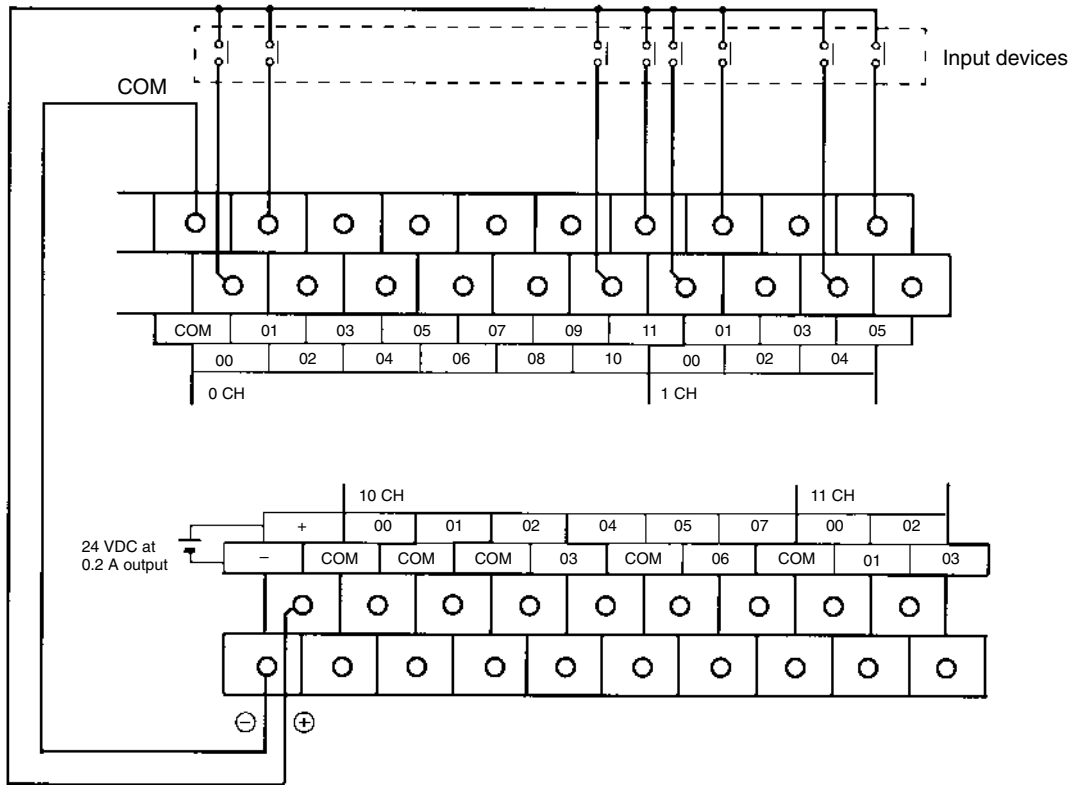 Input devices
COM
COM 01 03 05 07 09 11 01 03 05
00 02 04 06 08 10 00 02 04
0 CH 1 CH
10 CH 11 CH
+ 00 01 02 04 05 07 00 02
24 VDC at
0.2 A output
− COM COM COM 03 COM 06 COM 01 03
⊖ ⊕